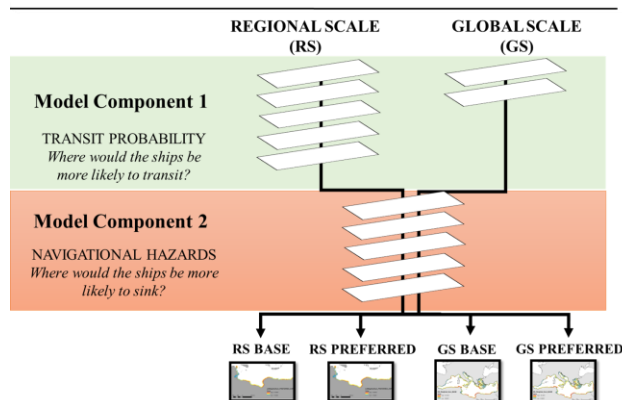 REGIONAL SCALE
(RS)
GLOBAL SCALE
(GS)
Model Component 1
TRANSIT PROBABILITY
Where would the ships be
more likely to transit?
Model Component 2
NAVIGATIONAL HAZARDS
Where would the ships be more
likely to sink?
RS BASE
RS PREFERRED
GS BASE
GS PREFERRED